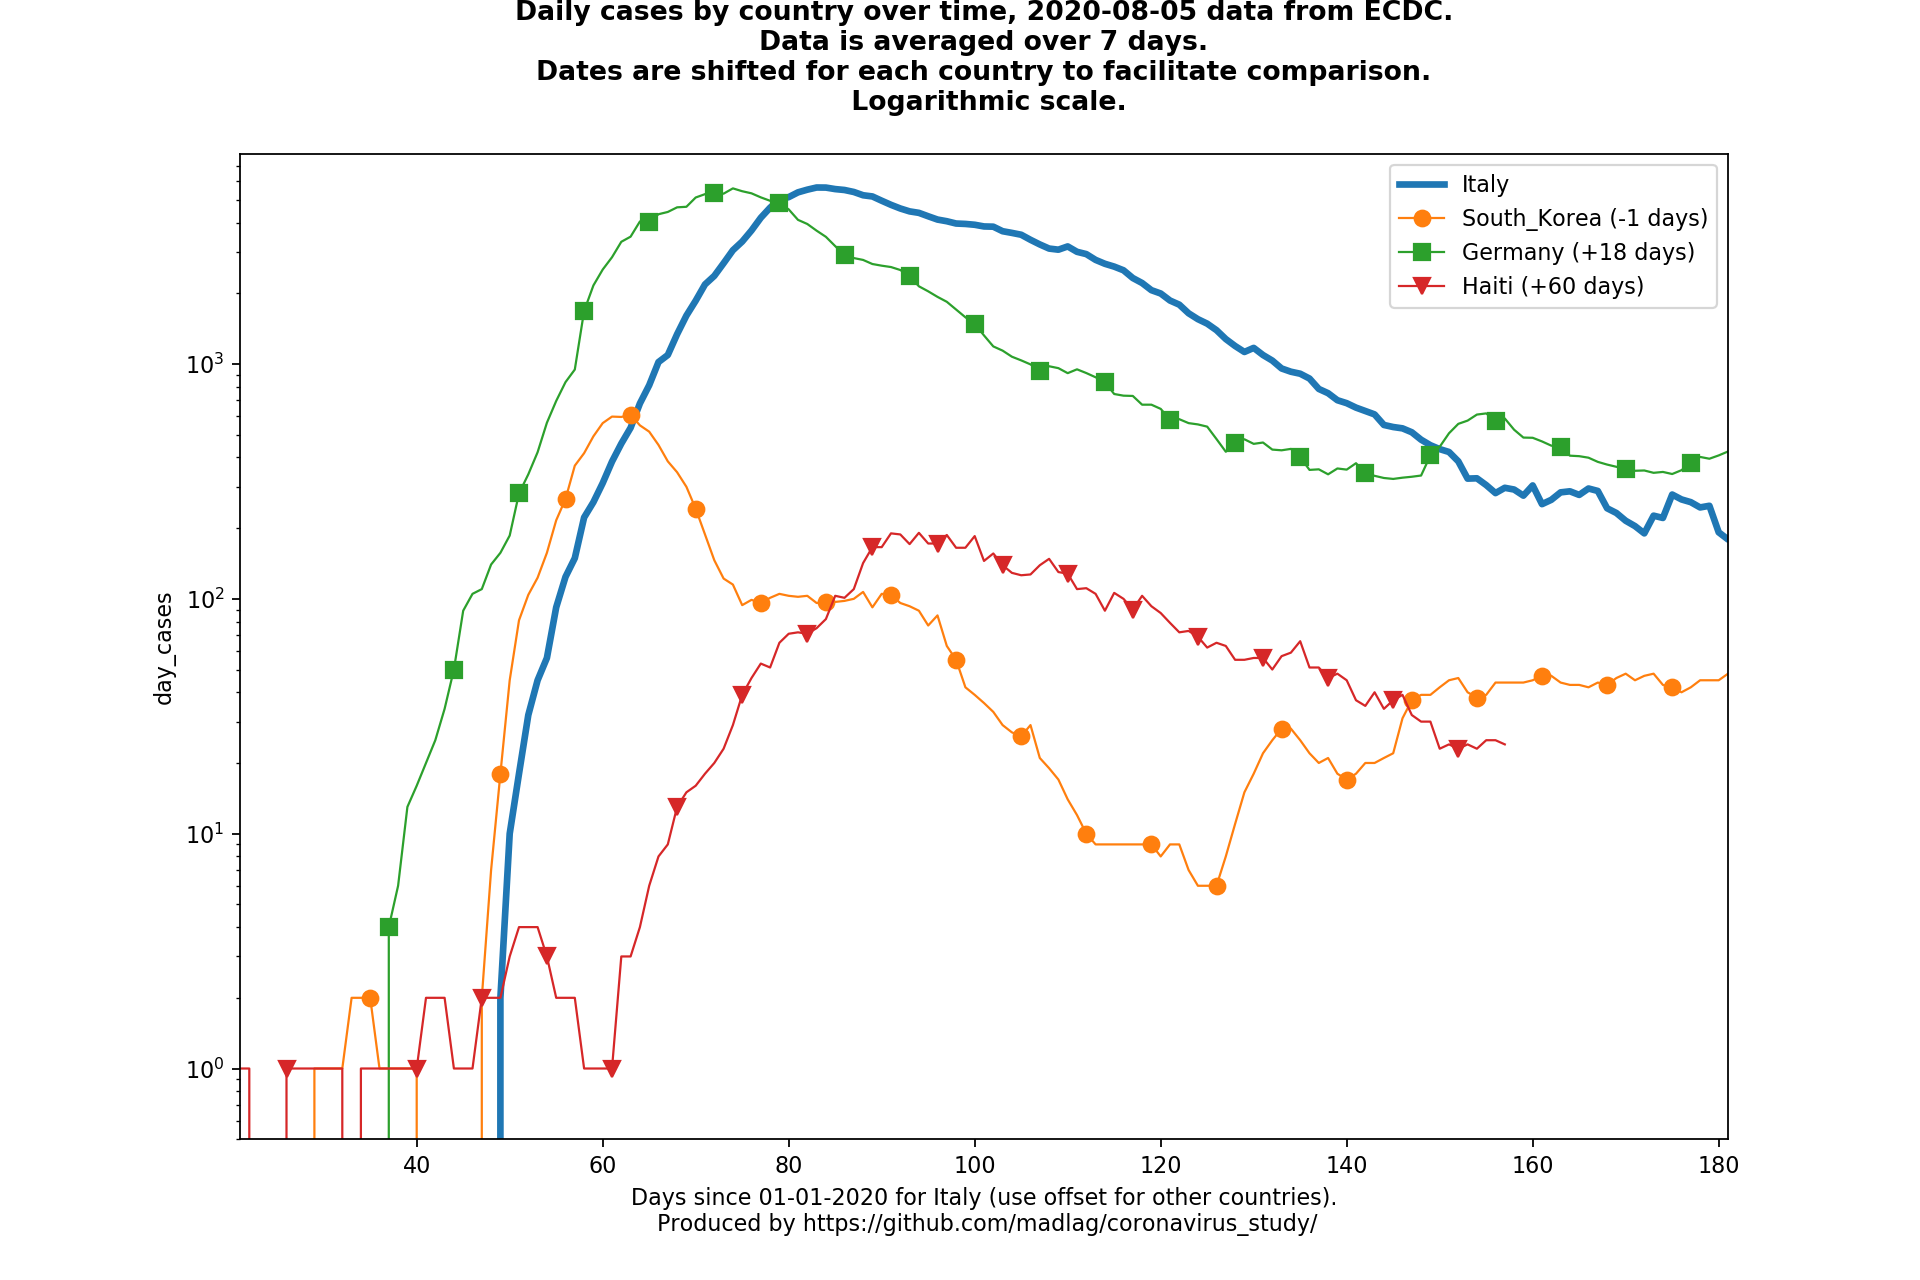 Daily cases by country over time, 2020-08-05 data from ECDC.
Data is averaged over 7 days.
Dates are shifted for each country to facilitate comparison.
Logarithmic scale.
Italy
South_Korea (-1 days)
Germany (+18 days)
Haiti (+60 days)
day_cases
10³
10²
10¹
10⁰
40 60 80 100 120 140 160 180
Days since 01-01-2020 for Italy (use offset for other countries).
Produced by https://github.com/madlag/coronavirus_study/